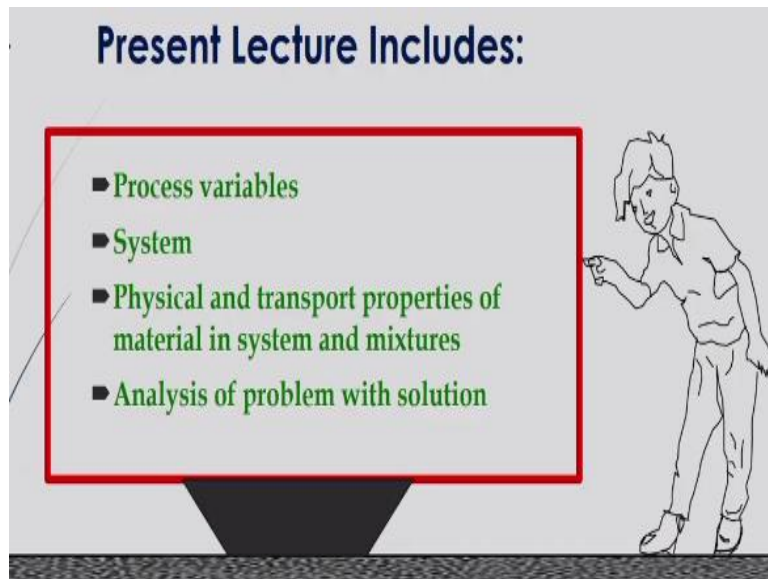 Present Lecture Includes:
Process variables
System
Physical and transport properties of
material in system and mixtures
Analysis of problem with solution